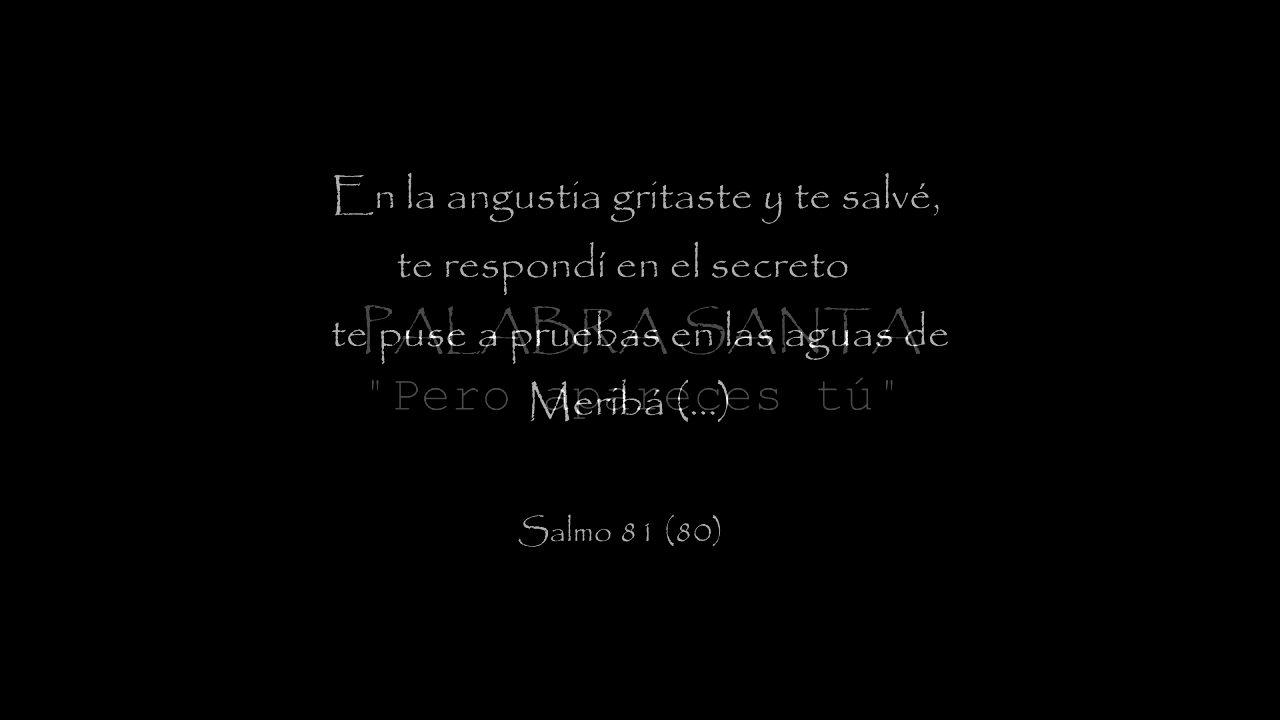 En la angustia gritaste y te salvé,
te respondí en el secreto
PALABRA SANTA
te puse a pruebas en las aguas de
"Pero apareces tú"
Meribá (...)
Salmo 81 (80)